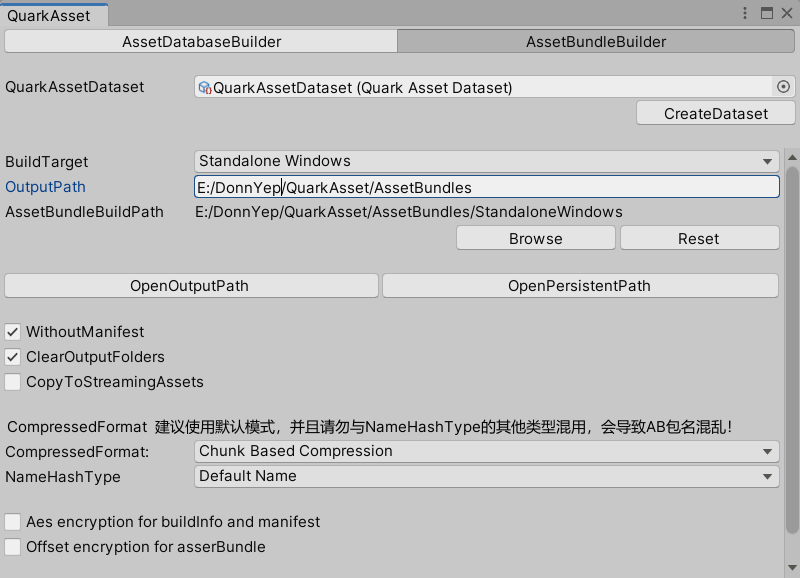 QuarkAsset
AssetDatabaseBuilder AssetBundleBuilder
QuarkAssetDataset QuarkAssetDataset (Quark Asset Dataset)
CreateDataset
BuildTarget Standalone Windows
OutputPath E:/DonnYep/QuarkAsset/AssetBundles
AssetBundleBuildPath E:/DonnYep/QuarkAsset/AssetBundles/StandaloneWindows
Browse Reset
OpenOutputPath OpenPersistentPath
WithoutManifest
ClearOutputFolders
CopyToStreamingAssets
CompressedFormat 建议使用默认模式，并且请勿与NameHashType的其他类型混用，会导致AB包名混乱！
CompressedFormat: Chunk Based Compression
NameHashType Default Name
Aes encryption for buildInfo and manifest
Offset encryption for asserBundle